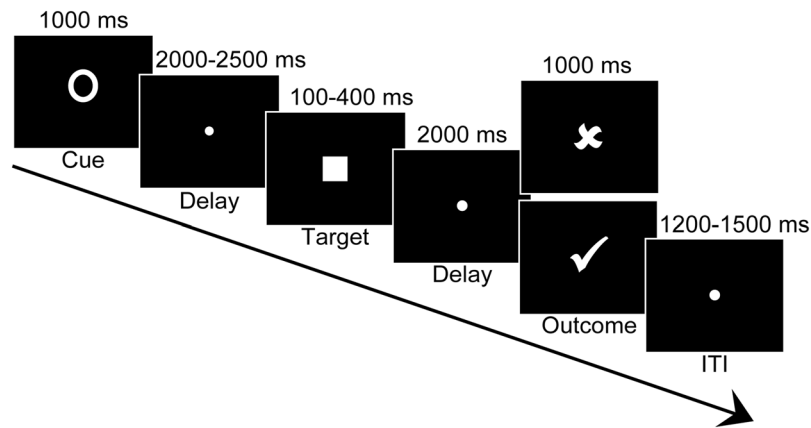 1000 ms
Cue
2000-2500 ms
Delay
100-400 ms
Target
2000 ms
Delay
1000 ms
Outcome
1200-1500 ms
ITI